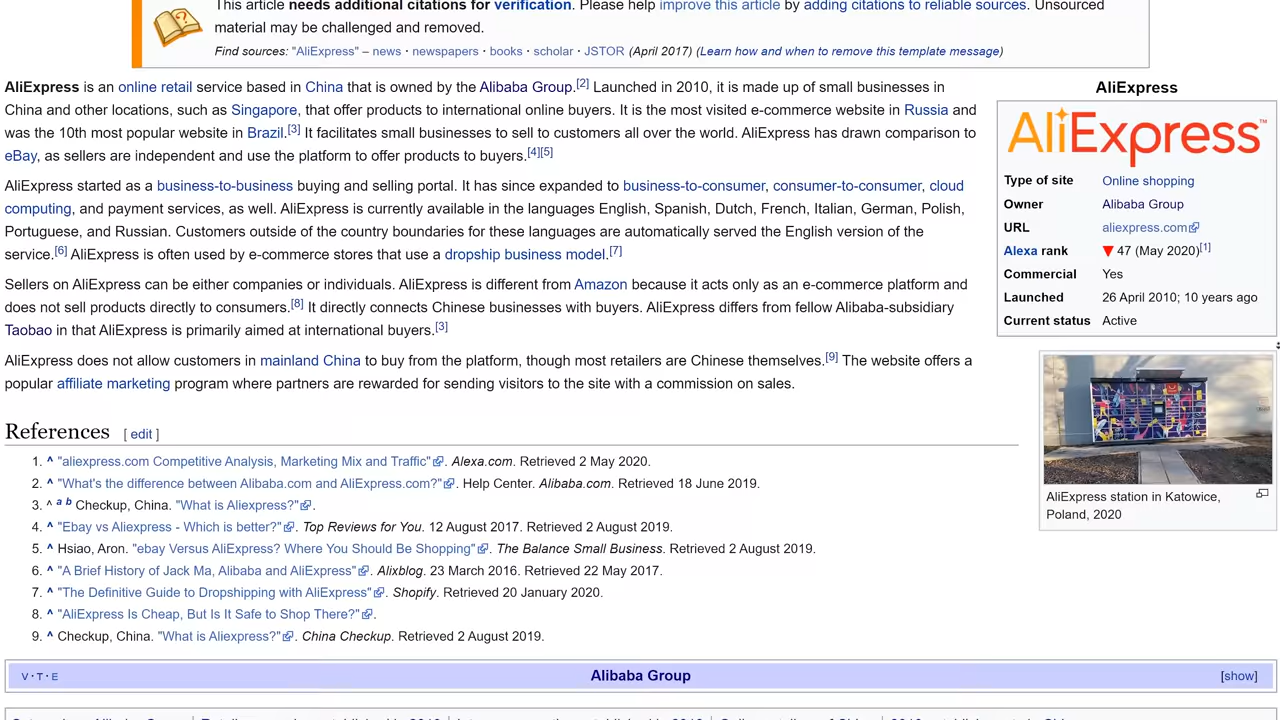 This article needs additional citations for verification. Please help improve this article by adding citations to reliable sources. Unsourced
material may be challenged and removed.
Find sources: "AliExpress" – news · newspapers · books · scholar · JSTOR (April 2017) (Learn how and when to remove this template message)
AliExpress is an online retail service based in China that is owned by the Alibaba Group.[2] Launched in 2010, it is made up of small businesses in
China and other locations, such as Singapore, that offer products to international online buyers. It is the most visited e-commerce website in Russia and
was the 10th most popular website in Brazil.[3] It facilitates small businesses to sell to customers all over the world. AliExpress has drawn comparison to
eBay, as sellers are independent and use the platform to offer products to buyers.[4][5]
AliExpress started as a business-to-business buying and selling portal. It has since expanded to business-to-consumer, consumer-to-consumer, cloud
computing, and payment services, as well. AliExpress is currently available in the languages English, Spanish, Dutch, French, Italian, German, Polish,
Portuguese, and Russian. Customers outside of the country boundaries for these languages are automatically served the English version of the
service.[6] AliExpress is often used by e-commerce stores that use a dropship business model.[7]
Sellers on AliExpress can be either companies or individuals. AliExpress is different from Amazon because it acts only as an e-commerce platform and
does not sell products directly to consumers.[8] It directly connects Chinese businesses with buyers. AliExpress differs from fellow Alibaba-subsidiary
Taobao in that AliExpress is primarily aimed at international buyers.[3]
AliExpress does not allow customers in mainland China to buy from the platform, though most retailers are Chinese themselves.[9] The website offers a
popular affiliate marketing program where partners are rewarded for sending visitors to the site with a commission on sales.
AliExpress
AliExpress™
Type of site Online shopping
Owner Alibaba Group
URL aliexpress.com
Alexa rank ▼ 47 (May 2020)[1]
Commercial Yes
Launched 26 April 2010; 10 years ago
Current status Active
AliExpress station in Katowice,
Poland, 2020
References [ edit ]
1. ^ "aliexpress.com Competitive Analysis, Marketing Mix and Traffic". Alexa.com. Retrieved 2 May 2020.
2. ^ "What's the difference between Alibaba.com and AliExpress.com?". Help Center. Alibaba.com. Retrieved 18 June 2019.
3. ^ a b Checkup, China. "What is Aliexpress?".
4. ^ "Ebay vs Aliexpress - Which is better?". Top Reviews for You. 12 August 2017. Retrieved 2 August 2019.
5. ^ Hsiao, Aron. "ebay Versus AliExpress? Where You Should Be Shopping". The Balance Small Business. Retrieved 2 August 2019.
6. ^ "A Brief History of Jack Ma, Alibaba and AliExpress". Alixblog. 23 March 2016. Retrieved 22 May 2017.
7. ^ "The Definitive Guide to Dropshipping with AliExpress". Shopify. Retrieved 20 January 2020.
8. ^ "AliExpress Is Cheap, But Is It Safe to Shop There?".
9. ^ Checkup, China. "What is Aliexpress?". China Checkup. Retrieved 2 August 2019.
V · T · E Alibaba Group [show]